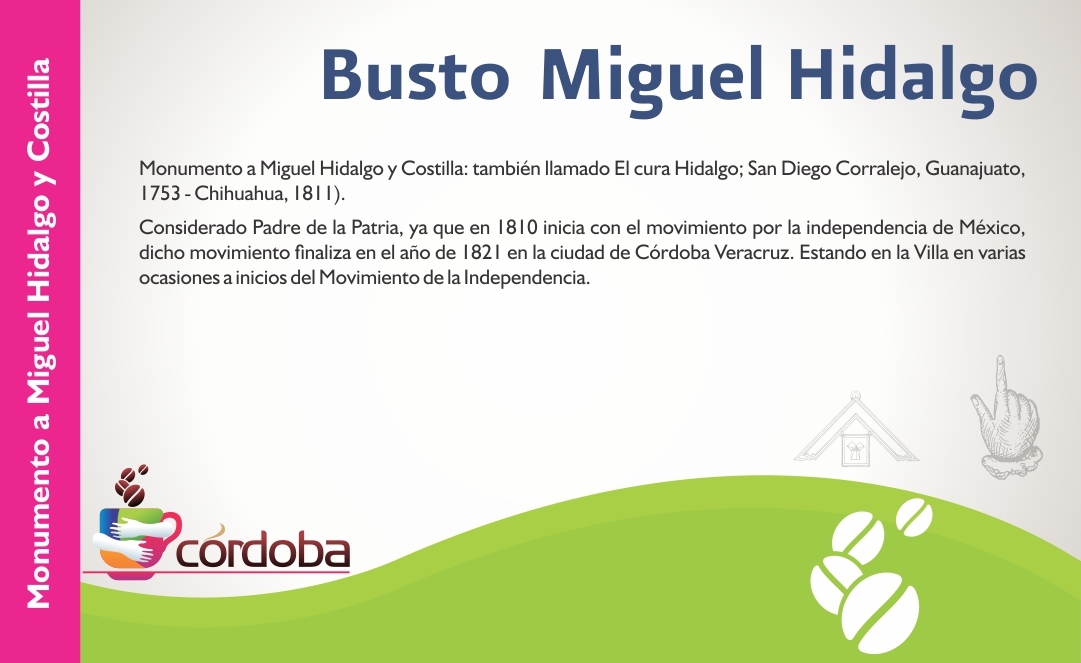 Monumento a Miguel Hidalgo y Costilla
Busto Miguel Hidalgo
Monumento a Miguel Hidalgo y Costilla: también llamado El cura Hidalgo; San Diego Corralejo, Guanajuato,
1753 - Chihuahua, 1811).
Considerado Padre de la Patria, ya que en 1810 inicia con el movimiento por la independencia de México,
dicho movimiento finaliza en el año de 1821 en la ciudad de Córdoba Veracruz. Estando en la Villa en varias
ocasiones a inicios del Movimiento de la Independencia.
córdoba